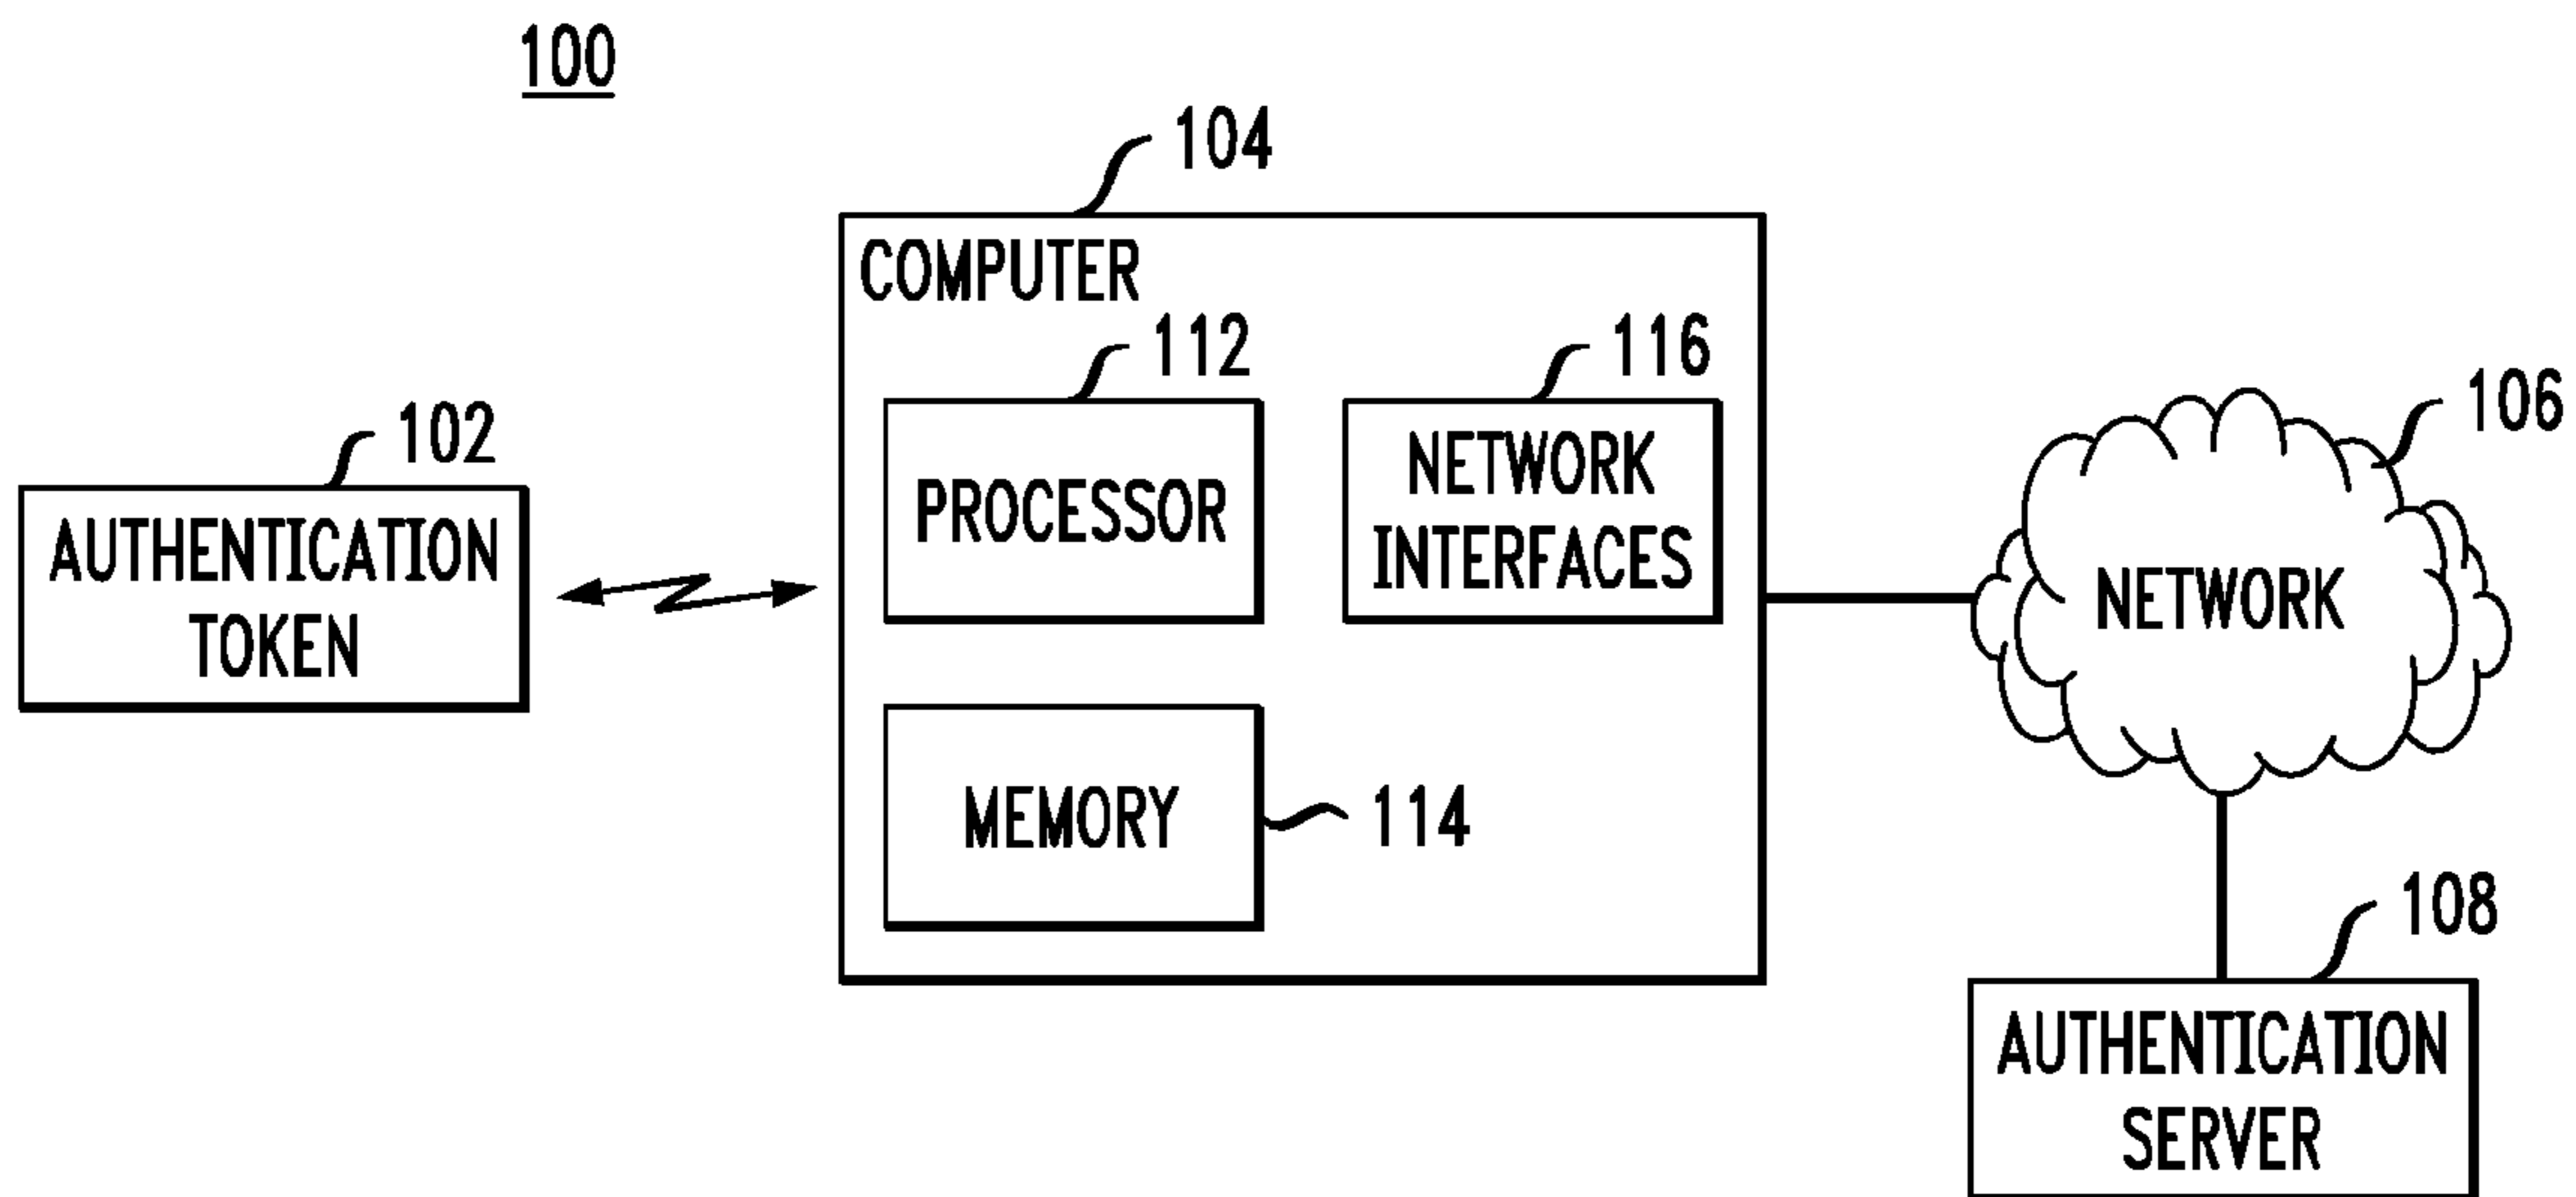 100
104
COMPUTER
112
116
106
102
PROCESSOR
NETWORK
INTERFACES
AUTHENTICATION
TOKEN
NETWORK
MEMORY
114
108
AUTHENTICATION
SERVER